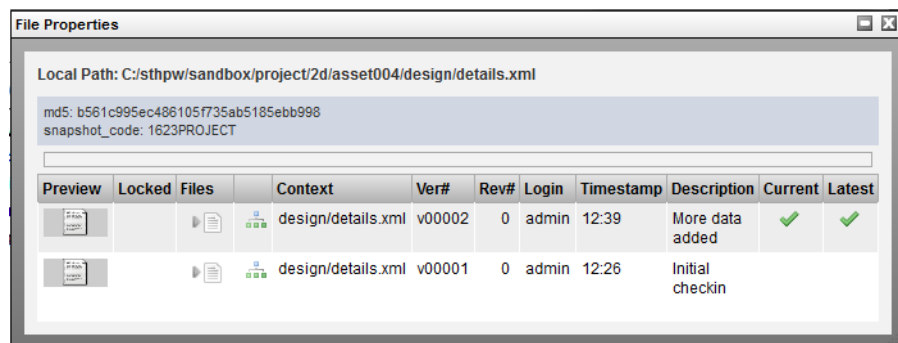 File Properties
Local Path: C:/sthpw/sandbox/project/2d/asset004/design/details.xml
md5: b561c995ec486105f735ab5185ebb998
snapshot_code: 1623PROJECT
Preview Locked Files Context Ver# Rev# Login Timestamp Description Current Latest
design/details.xml v00002 0 admin 12:39 More data
added
design/details.xml v00001 0 admin 12:26 Initial
checkin